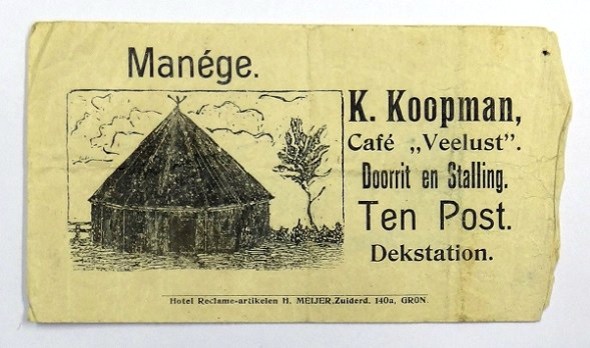 Manége.
K. Koopman,
Café „Veelust".
Doorrit en Stalling.
Ten Post.
Dekstation.
Hotel Reclame-artikelen H. MEIJER, Zuiderd. 140a, GRON.